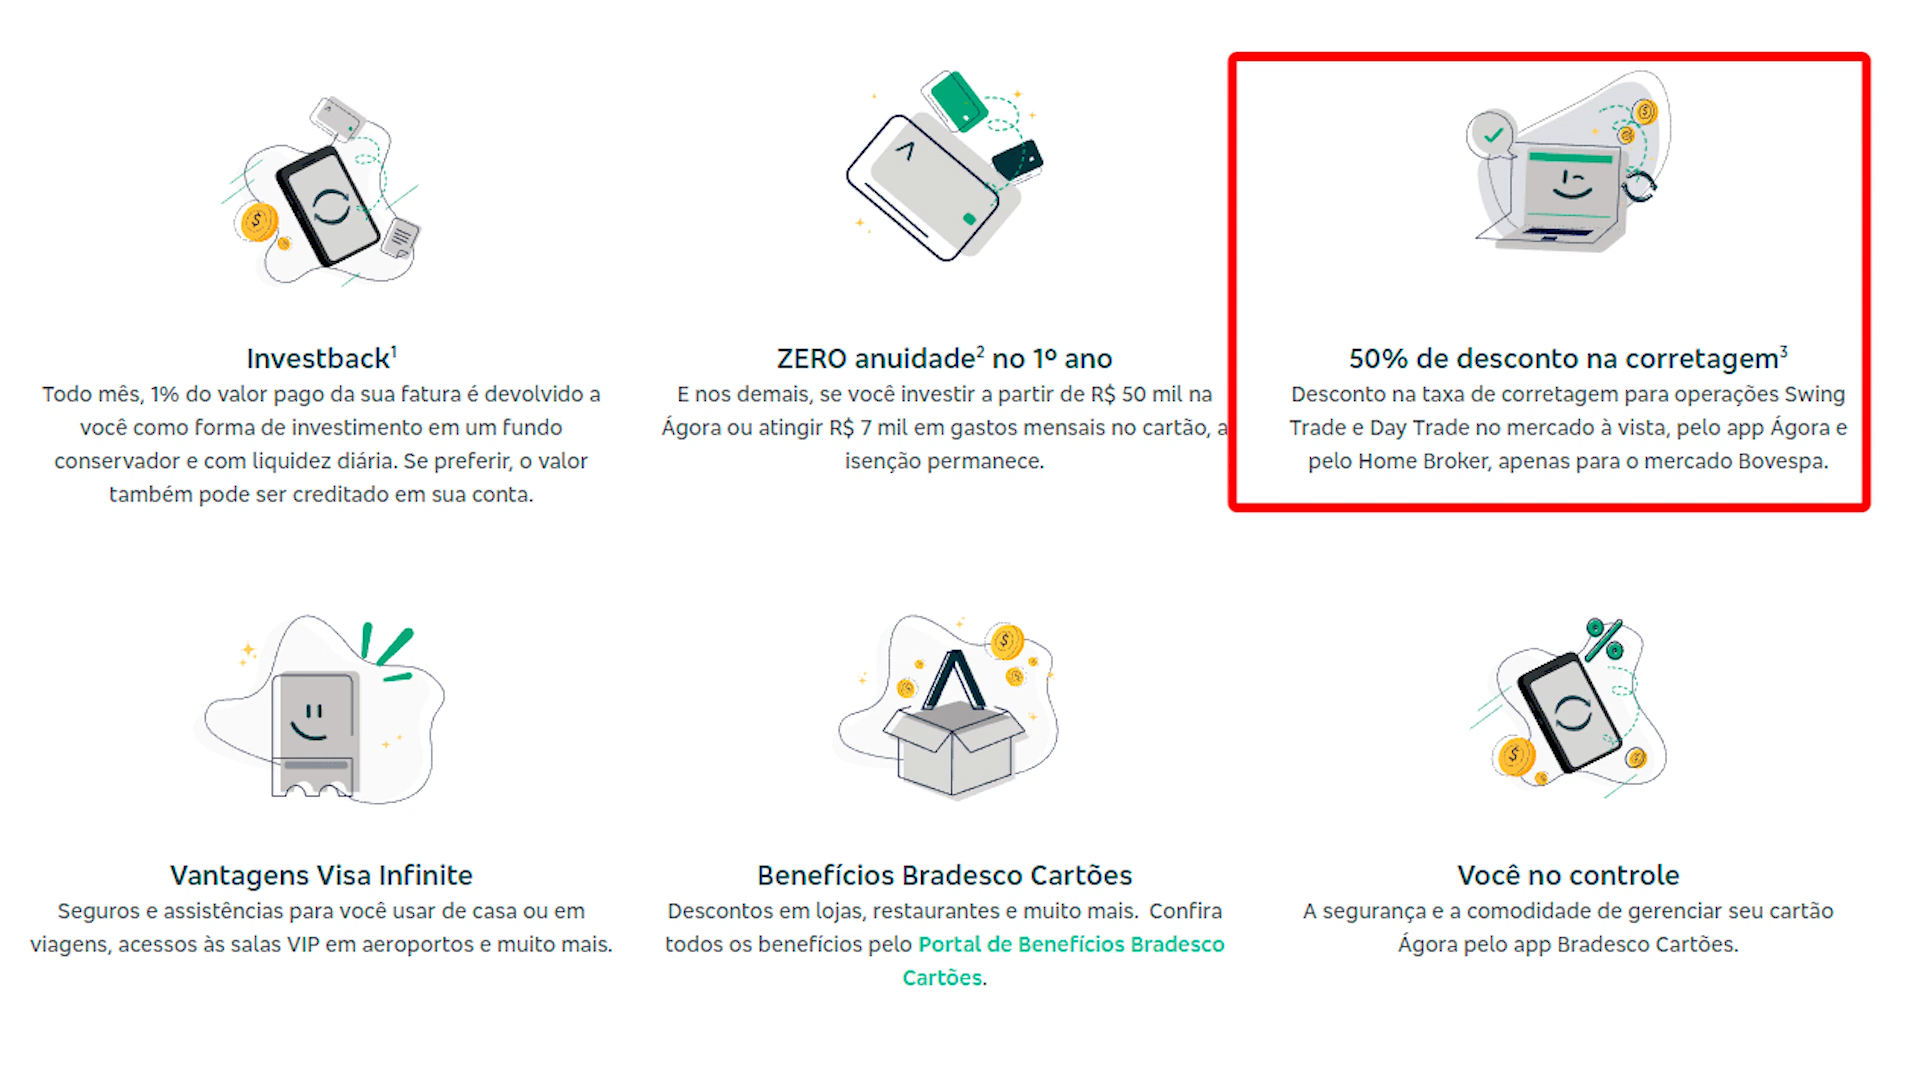 Investback¹
Todo mês, 1% do valor pago da sua fatura é devolvido a
você como forma de investimento em um fundo
conservador e com liquidez diária. Se preferir, o valor
também pode ser creditado em sua conta.
ZERO anuidade² no 1º ano
E nos demais, se você investir a partir de R$ 50 mil na
Ágora ou atingir R$ 7 mil em gastos mensais no cartão, a
isenção permanece.
50% de desconto na corretagem³
Desconto na taxa de corretagem para operações Swing
Trade e Day Trade no mercado à vista, pelo app Ágora e
pelo Home Broker, apenas para o mercado Bovespa.
Vantagens Visa Infinite
Seguros e assistências para você usar de casa ou em
viagens, acessos às salas VIP em aeroportos e muito mais.
Benefícios Bradesco Cartões
Descontos em lojas, restaurantes e muito mais. Confira
todos os benefícios pelo Portal de Benefícios Bradesco
Cartões.
Você no controle
A segurança e a comodidade de gerenciar seu cartão
Ágora pelo app Bradesco Cartões.